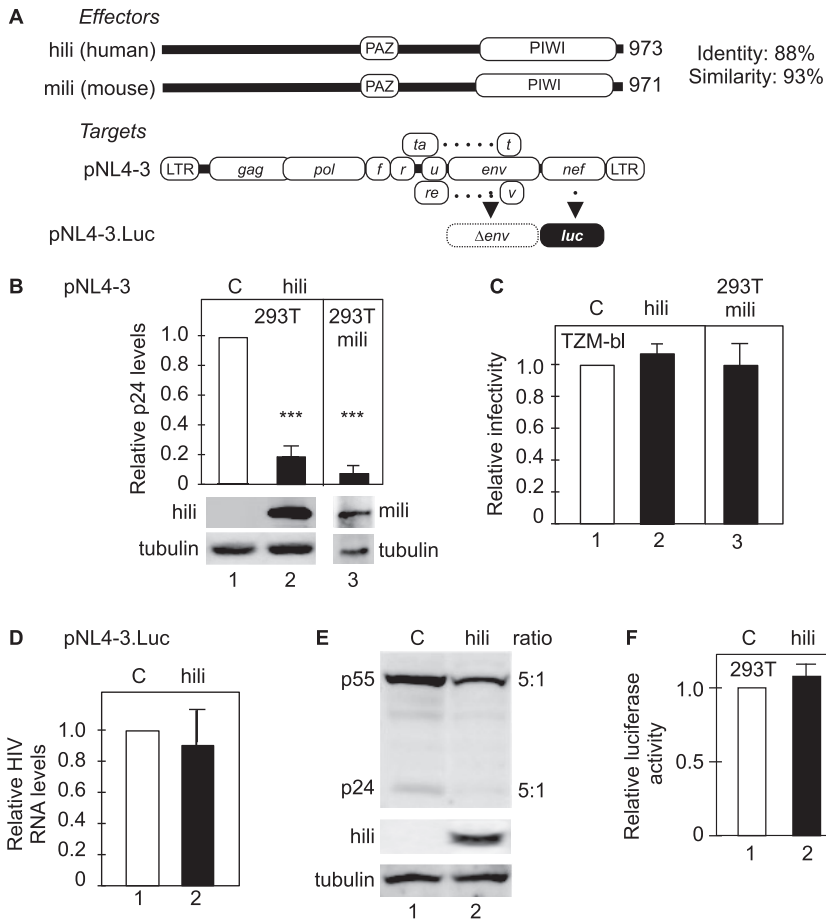 A Effectors
hili (human) PAZ PIWI 973
mili (mouse) PAZ PIWI 971
Identity: 88%
Similarity: 93%
Targets
ta t
pNL4-3 LTR gag pol f r u env nef LTR
re v
pNL4-3.Luc Δenv luc
B pNL4-3
C hili
293T 293T
mili
Relative p24 levels
1.0
0.8
0.6
0.4
0.2
0
*** ***
hili mili
tubulin tubulin
1 2 3
C
C hili 293T
mili
TZM-bl
Relative infectivity
1.0
0.8
0.6
0.4
0.2
0
1 2 3
D pNL4-3.Luc
C hili
Relative HIV
RNA levels
1.0
0.8
0.6
0.4
0.2
0
1 2
E C hili ratio
p55 5:1
p24 5:1
hili
tubulin
1 2
F C hili
293T
Relative luciferase
activity
1.0
0.5
0
1 2